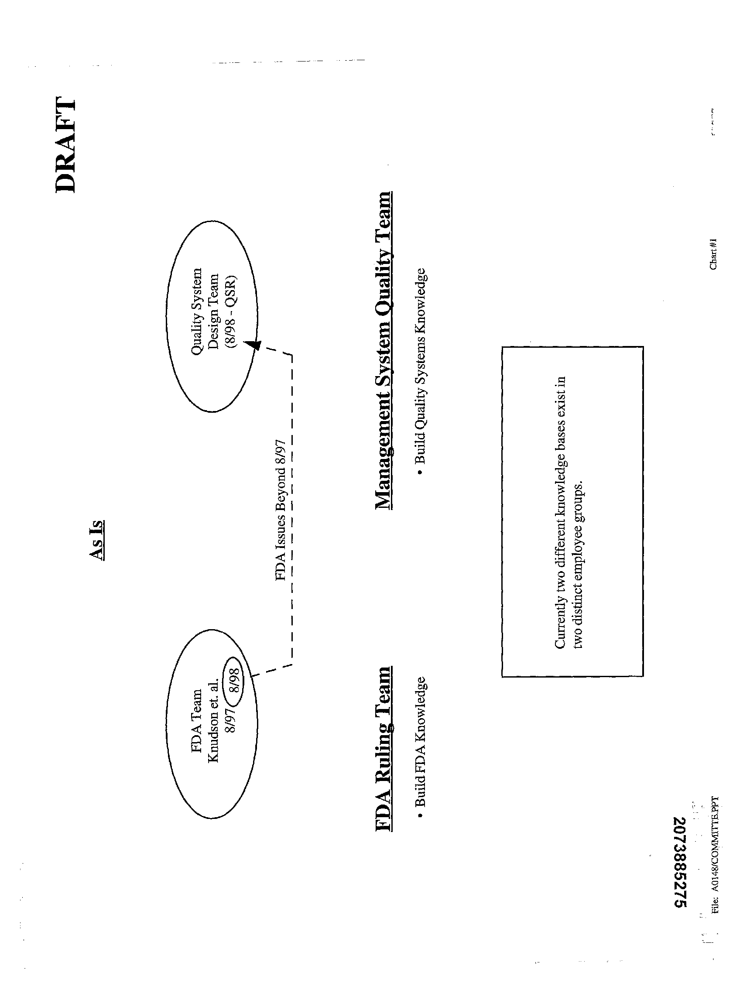 DRAFT
As Is
FDA Team
Knudson et. al.
8/97 8/98
FDA Issues Beyond 8/97
Quality System
Design Team
(8/98 - QSR)
FDA Ruling Team
• Build FDA Knowledge
Management System Quality Team
• Build Quality Systems Knowledge
Currently two different knowledge bases exist in
two distinct employee groups.
2073885275
File: A0148/COMMITTE.PPT
Chart #1